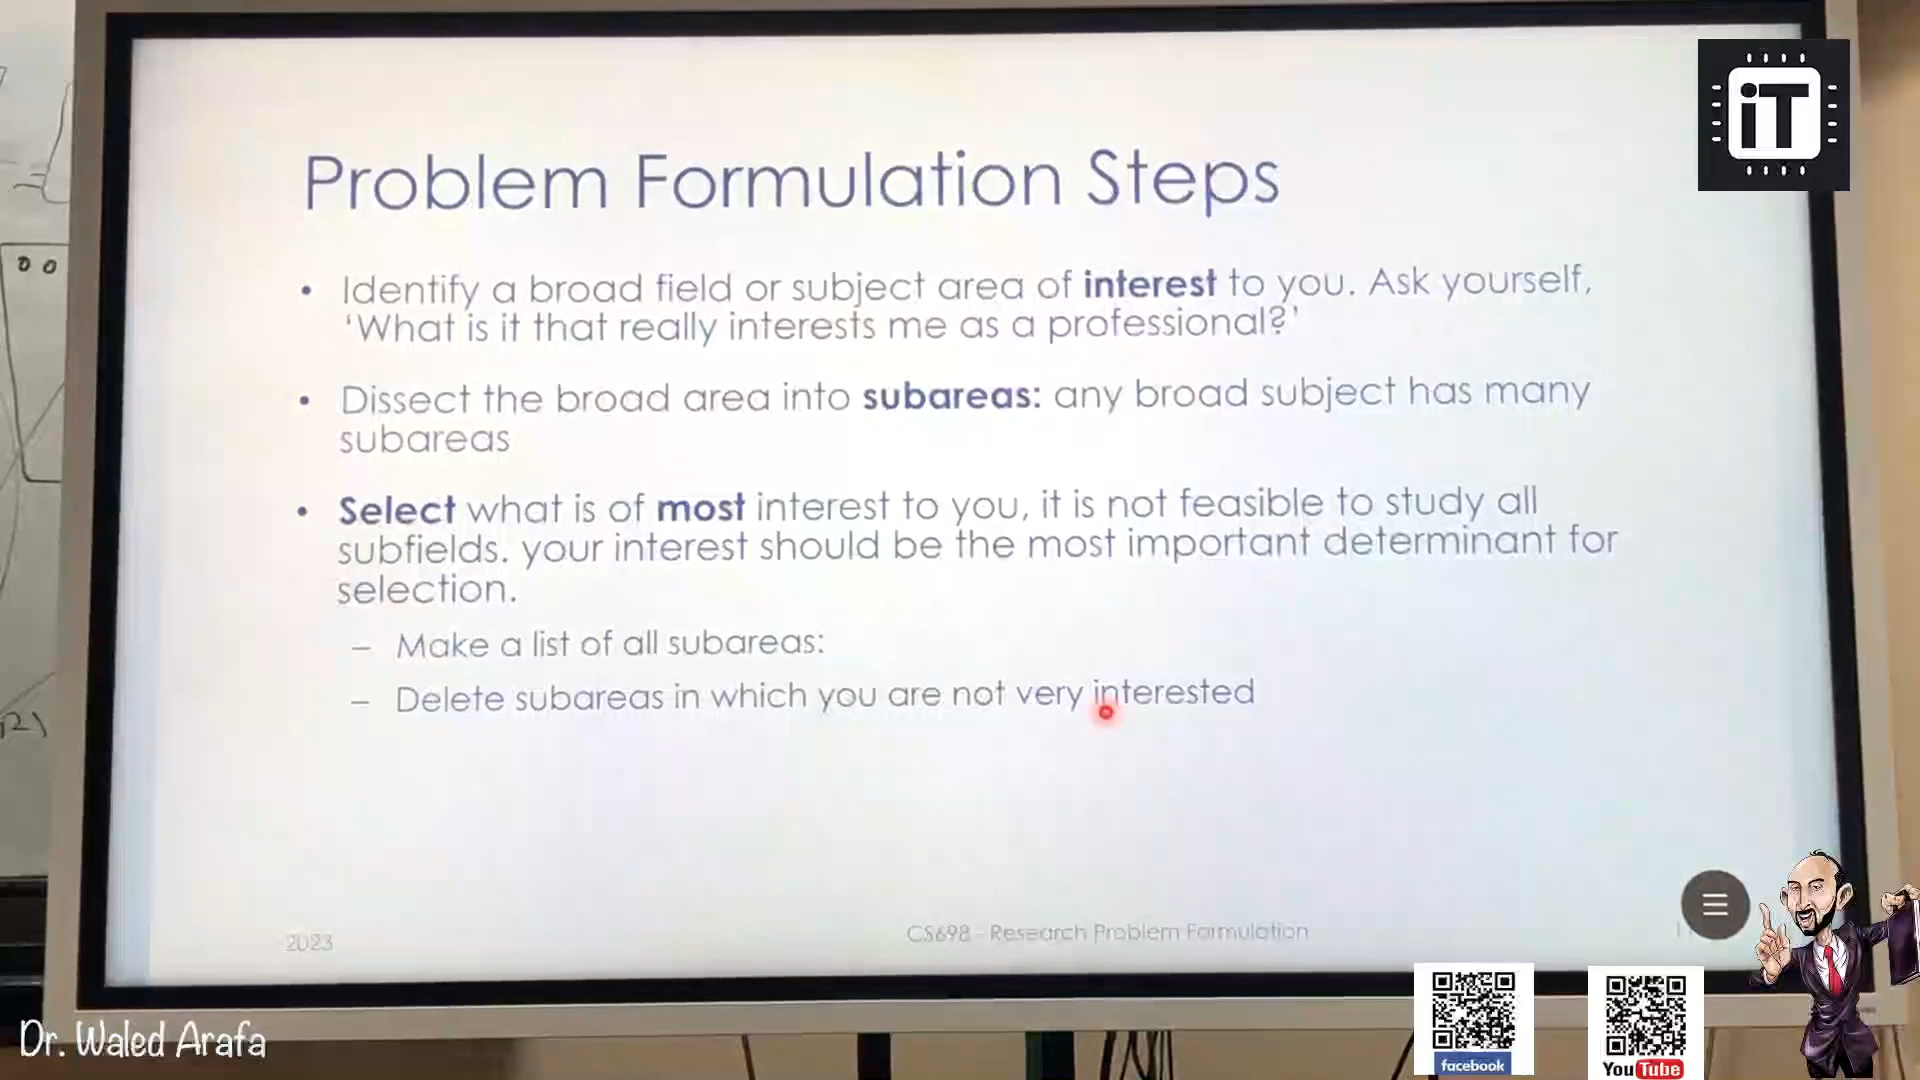 iT
Problem Formulation Steps
• Identify a broad field or subject area of interest to you. Ask yourself,
'What is it that really interests me as a professional?'
• Dissect the broad area into subareas: any broad subject has many
subareas
• Select what is of most interest to you, it is not feasible to study all
subfields. your interest should be the most important determinant for
selection.
– Make a list of all subareas:
– Delete subareas in which you are not very interested
2023
CS698 - Research Problem Formulation
Dr. Waled Arafa
facebook
YouTube